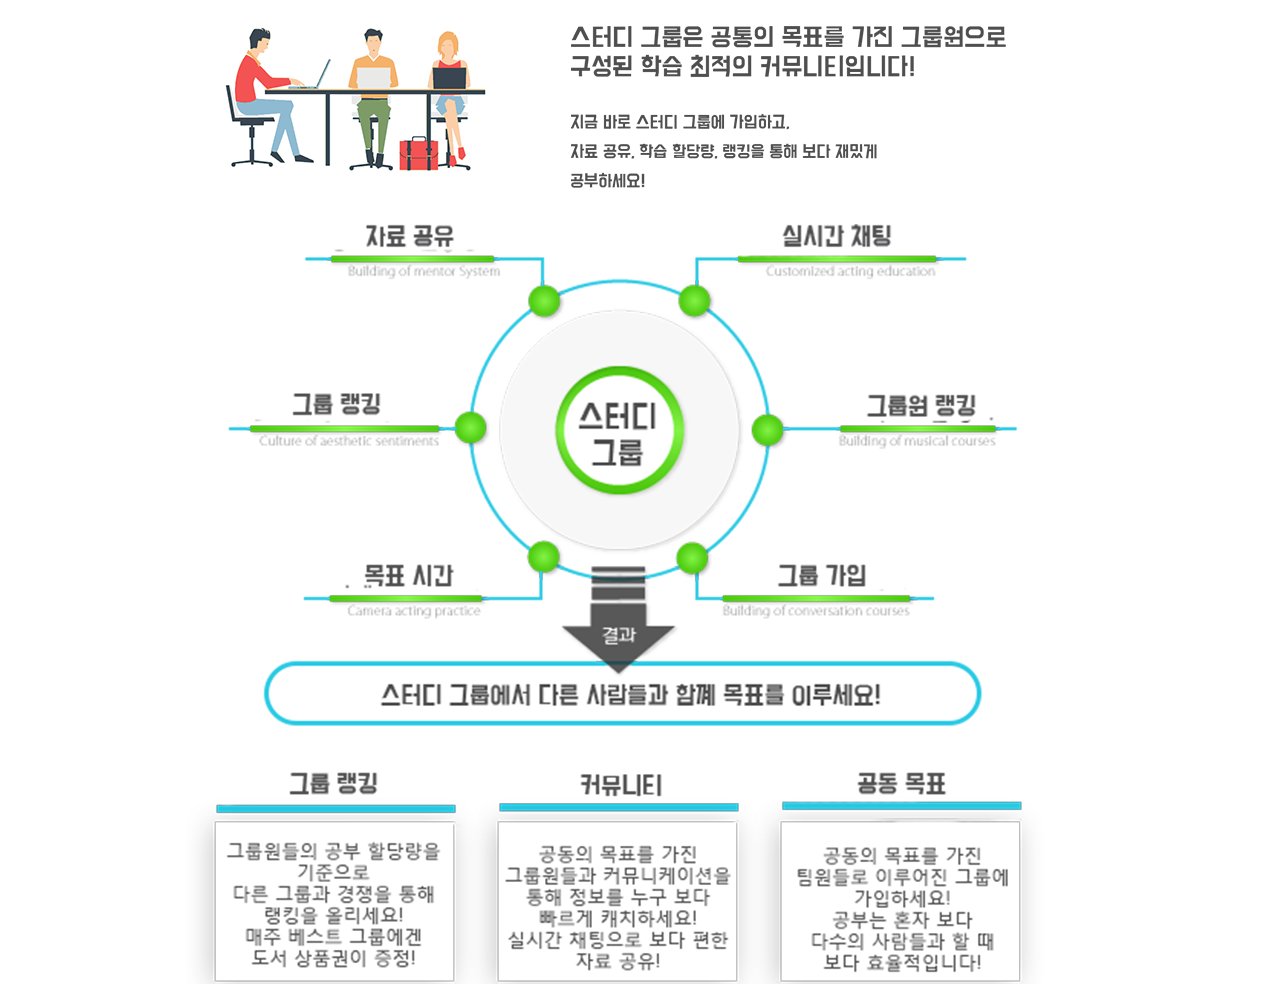 스터디 그룹은 공통의 목표를 가진 그룹원으로
구성된 학습 최적의 커뮤니티입니다!
지금 바로 스터디 그룹에 가입하고,
자료 공유, 학습 할당량, 랭킹을 통해 보다 재밌게
공부하세요!
자료 공유
Building of mentor System
실시간 채팅
Customized acting education
그룹 랭킹
Culture of aesthetic sentiments
스터디
그룹
그룹원 랭킹
Building of musical courses
목표 시간
Camera acting practice
그룹 가입
Building of conversation courses
결과
스터디 그룹에서 다른 사람들과 함께 목표를 이루세요!
그룹 랭킹
그룹원들의 공부 할당량을
기준으로
다른 그룹과 경쟁을 통해
랭킹을 올리세요!
매주 베스트 그룹에겐
도서 상품권이 증정!
커뮤니티
공동의 목표를 가진
그룹원들과 커뮤니케이션을
통해 정보를 누구 보다
빠르게 캐치하세요!
실시간 채팅으로 보다 편한
자료 공유!
공동 목표
공동의 목표를 가진
팀원들로 이루어진 그룹에
가입하세요!
공부는 혼자 보다
다수의 사람들과 할 때
보다 효율적입니다!